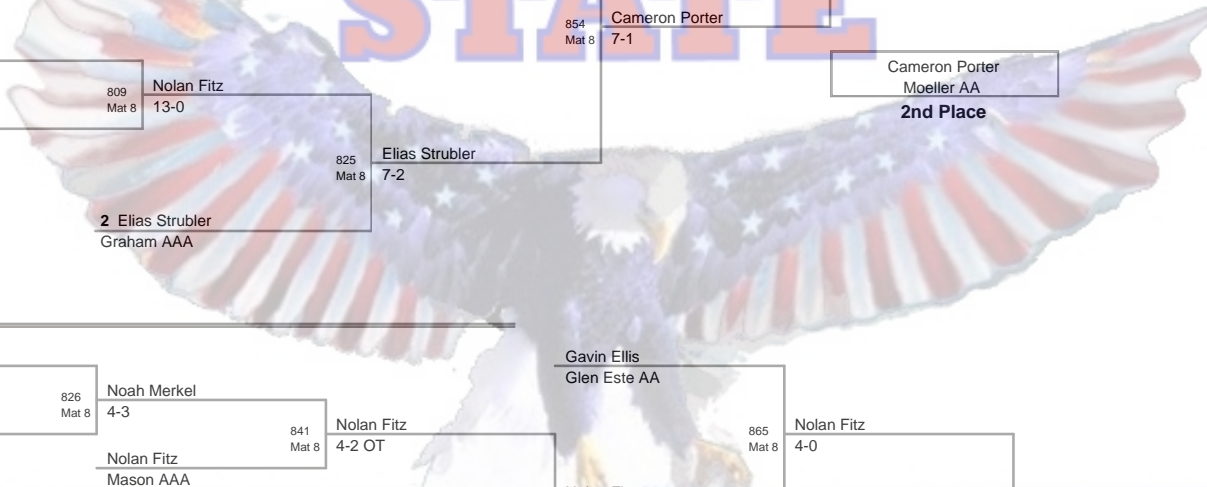 STATE
854
Mat 8
Cameron Porter
7-1
Cameron Porter
Moeller AA
2nd Place
809
Mat 8
Nolan Fitz
13-0
825
Mat 8
Elias Strubler
7-2
2 Elias Strubler
Graham AAA
Gavin Ellis
Glen Este AA
826
Mat 8
Noah Merkel
4-3
841
Mat 8
Nolan Fitz
4-2 OT
865
Mat 8
Nolan Fitz
4-0
Nolan Fitz
Mason AAA